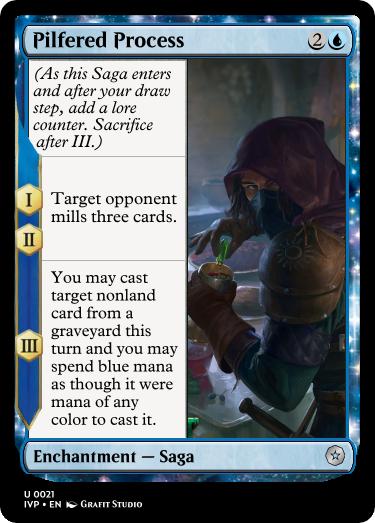 Pilfered Process
2
(As this Saga enters
and after your draw
step, add a lore
counter. Sacrifice
after III.)
I
Target opponent
mills three cards.
II
III
You may cast
target nonland
card from a
graveyard this
turn and you may
spend blue mana
as though it were
mana of any
color to cast it.
Enchantment — Saga
U 0021
IVP • EN Grafit Studio